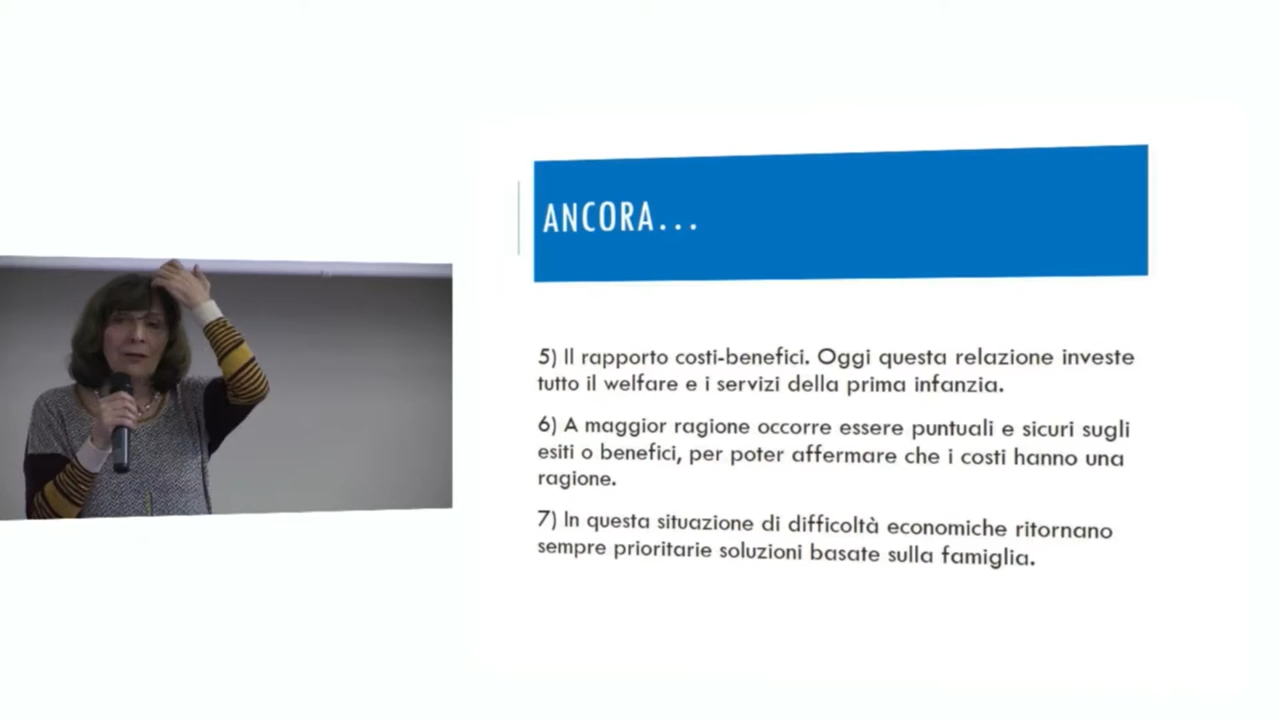 ANCORA...
5) Il rapporto costi-benefici. Oggi questa relazione investe
tutto il welfare e i servizi della prima infanzia.
6) A maggior ragione occorre essere puntuali e sicuri sugli
esiti o benefici, per poter affermare che i costi hanno una
ragione.
7) In questa situazione di difficoltà economiche ritornano
sempre prioritarie soluzioni basate sulla famiglia.